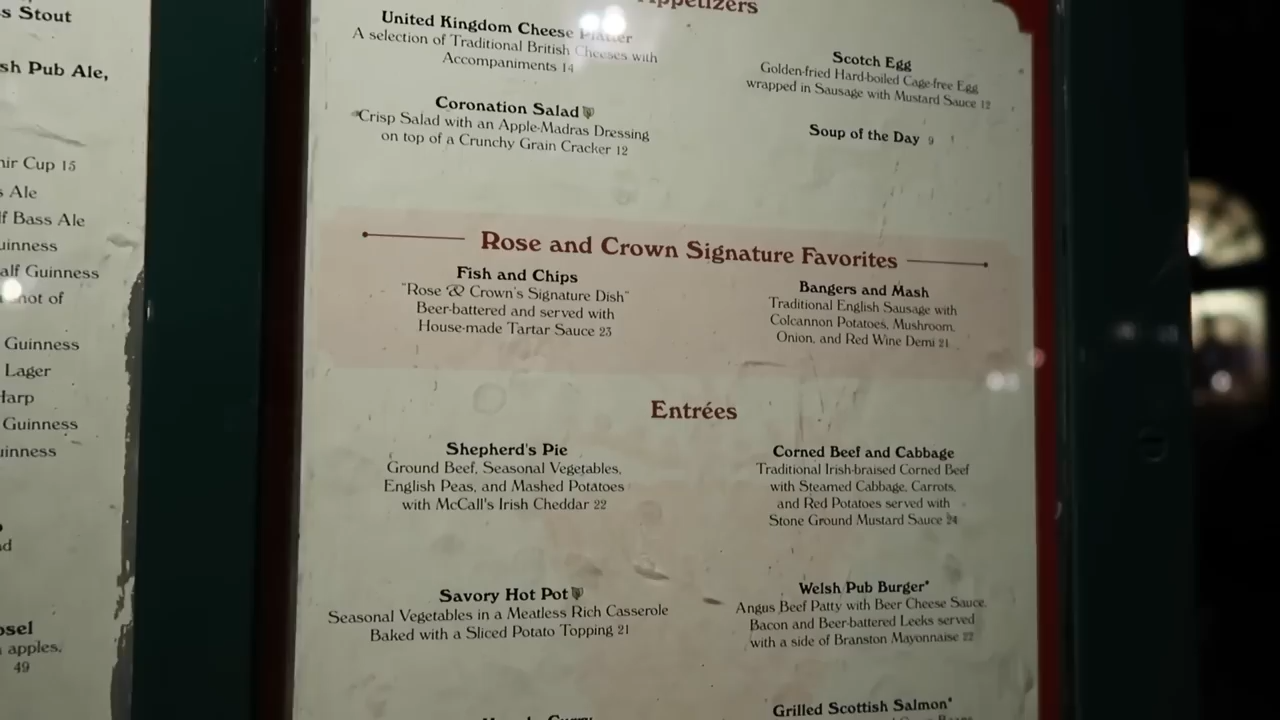 s Stout
sh Pub Ale,
nir Cup 15
s Ale
lf Bass Ale
uinness
alf Guinness
hot of
Guinness
Lager
Harp
Guinness
uinness
d
osel
apples,
49
Appetizers
United Kingdom Cheese Platter
A selection of Traditional British Cheeses with
Accompaniments 14
Coronation Salad
Crisp Salad with an Apple-Madras Dressing
on top of a Crunchy Grain Cracker 12
Scotch Egg
Golden-fried Hard-boiled Cage-free Egg
wrapped in Sausage with Mustard Sauce 12
Soup of the Day 9
Rose and Crown Signature Favorites
Fish and Chips
"Rose & Crown's Signature Dish"
Beer-battered and served with
House-made Tartar Sauce 23
Bangers and Mash
Traditional English Sausage with
Colcannon Potatoes, Mushroom,
Onion, and Red Wine Demi 21
Entrées
Shepherd's Pie
Ground Beef, Seasonal Vegetables,
English Peas, and Mashed Potatoes
with McCall's Irish Cheddar 22
Corned Beef and Cabbage
Traditional Irish-braised Corned Beef
with Steamed Cabbage, Carrots,
and Red Potatoes served with
Stone Ground Mustard Sauce 24
Savory Hot Pot
Seasonal Vegetables in a Meatless Rich Casserole
Baked with a Sliced Potato Topping 21
Welsh Pub Burger*
Angus Beef Patty with Beer Cheese Sauce,
Bacon and Beer-battered Leeks served
with a side of Branston Mayonnaise 22
Grilled Scottish Salmon*